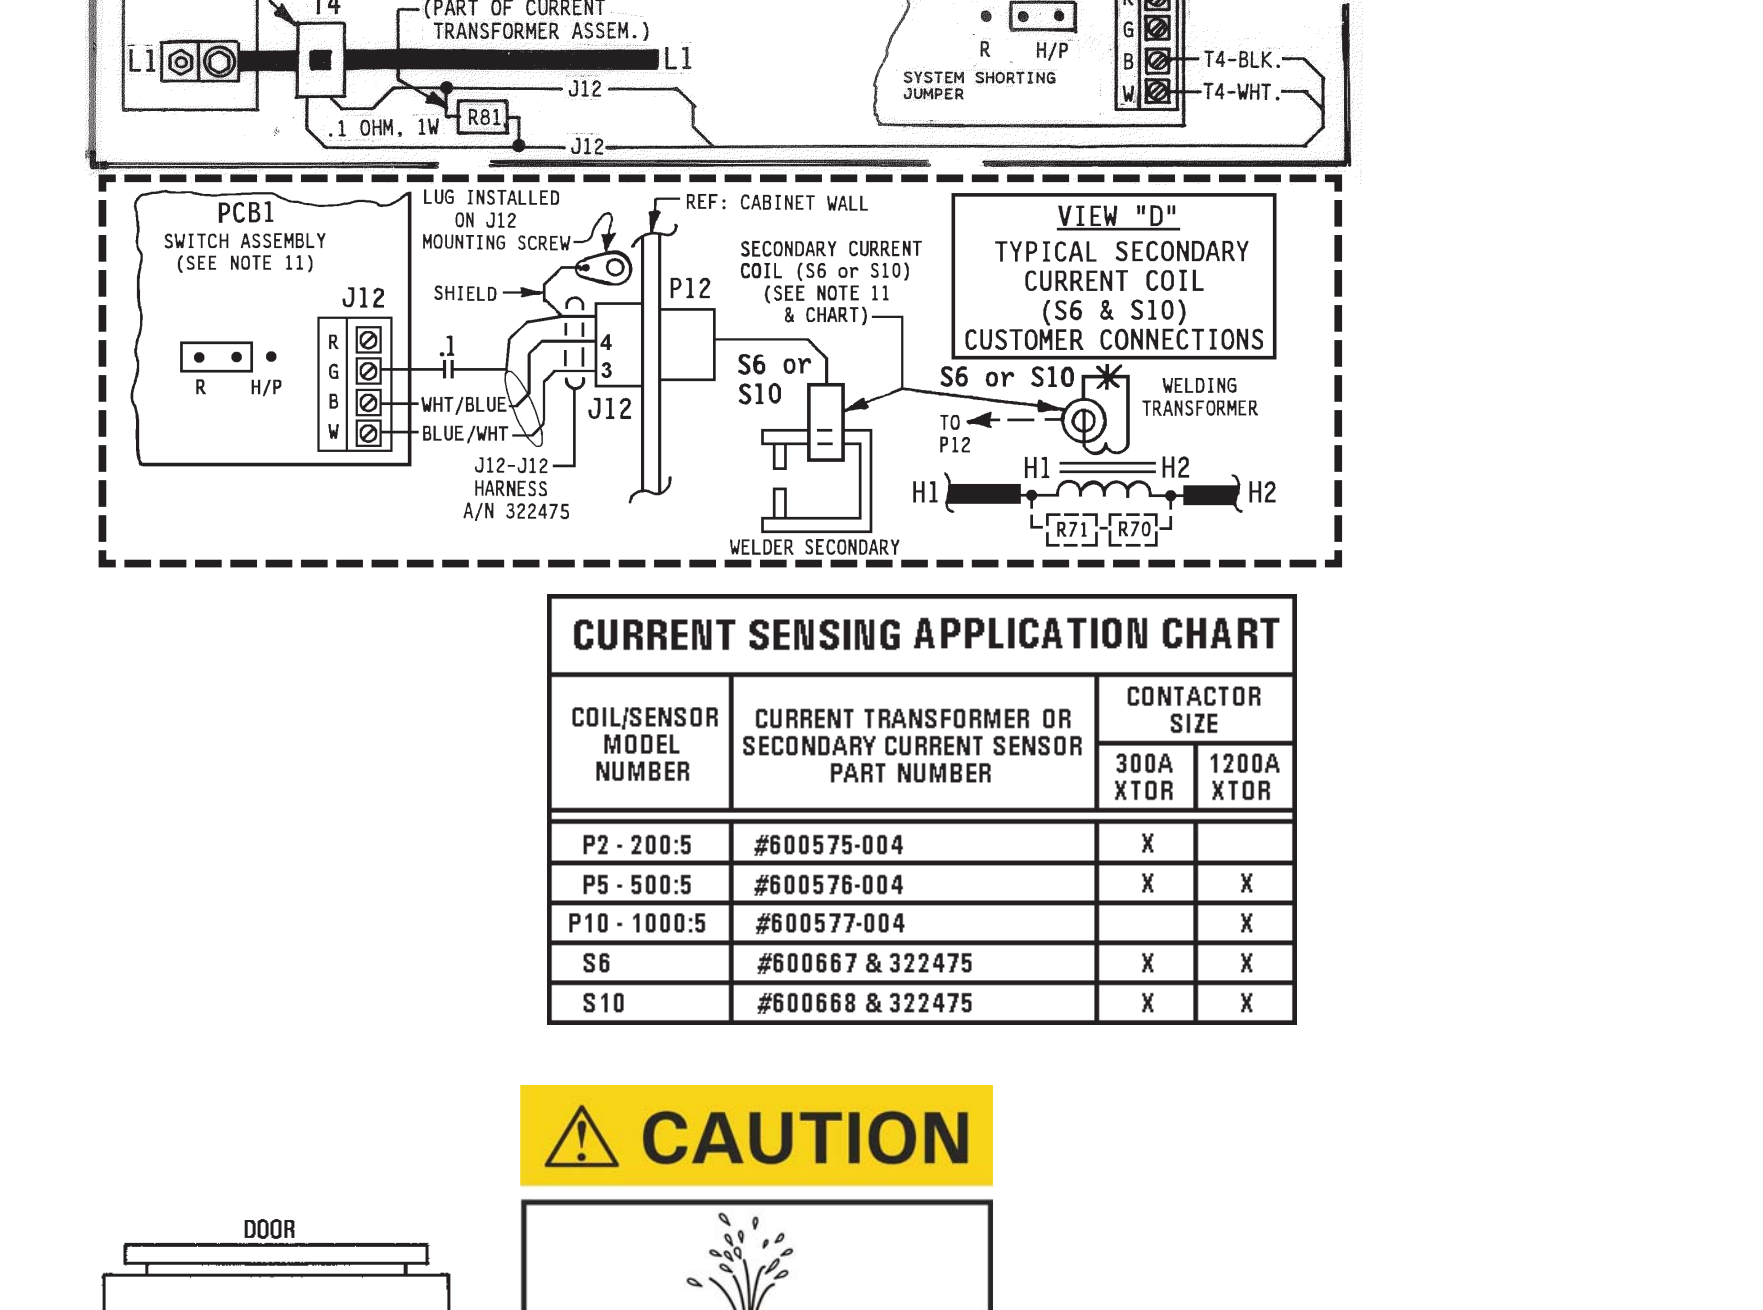 T4
(PART OF CURRENT
TRANSFORMER ASSEM.)
L1
L1
J12
R81
.1 OHM, 1W
J12
R
H/P
SYSTEM SHORTING
JUMPER
G
B
W
T4-BLK.
T4-WHT.
PCB1
SWITCH ASSEMBLY
(SEE NOTE 11)
J12
R
G
B
W
R
H/P
.1
WHT/BLUE
BLUE/WHT
LUG INSTALLED
ON J12
MOUNTING SCREW
SHIELD
4
3
J12
J12-J12
HARNESS
A/N 322475
REF: CABINET WALL
P12
SECONDARY CURRENT
COIL (S6 or S10)
(SEE NOTE 11
& CHART)
S6 or
S10
WELDER SECONDARY
VIEW "D"
TYPICAL SECONDARY
CURRENT COIL
(S6 & S10)
CUSTOMER CONNECTIONS
S6 or S10
WELDING
TRANSFORMER
TO
P12
H1
H2
H1
H2
R71
R70
CURRENT SENSING APPLICATION CHART
COIL/SENSOR
MODEL
NUMBER
CURRENT TRANSFORMER OR
SECONDARY CURRENT SENSOR
PART NUMBER
CONTACTOR
SIZE
300A
XTOR
1200A
XTOR
P2 - 200:5 #600575-004 X
P5 - 500:5 #600576-004 X X
P10 - 1000:5 #600577-004 X
S6 #600667 & 322475 X X
S10 #600668 & 322475 X X
CAUTION
DOOR